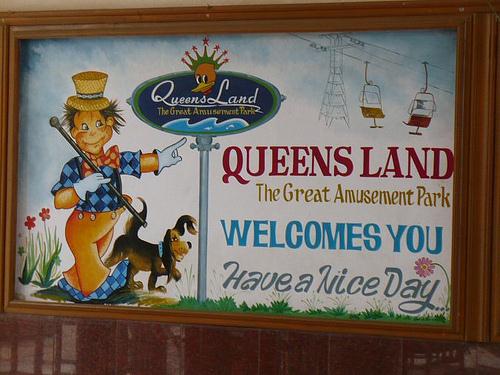 Queens Land
The Great Amusement Park
QUEENS LAND
The Great Amusement Park
WELCOMES YOU
Have a Nice Day